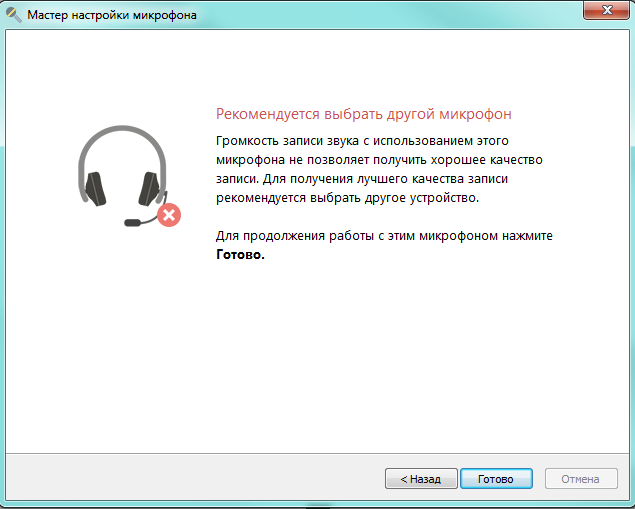 Мастер настройки микрофона
Рекомендуется выбрать другой микрофон
Громкость записи звука с использованием этого
микрофона не позволяет получить хорошее качество
записи. Для получения лучшего качества записи
рекомендуется выбрать другое устройство.
Для продолжения работы с этим микрофоном нажмите
Готово.
< Назад
Готово
Отмена